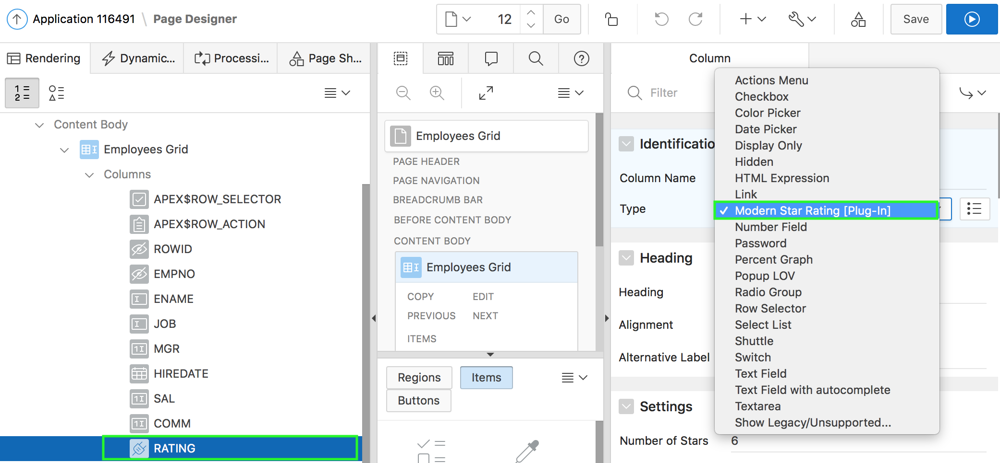 Application 116491 \ Page Designer
12
Go
Save
Rendering
Dynamic...
Processi...
Page Sh...
1
2
Content Body
Employees Grid
Columns
APEX$ROW_SELECTOR
APEX$ROW_ACTION
ROWID
EMPNO
ENAME
JOB
MGR
HIREDATE
SAL
COMM
RATING
Employees Grid
PAGE HEADER
PAGE NAVIGATION
BREADCRUMB BAR
BEFORE CONTENT BODY
CONTENT BODY
Employees Grid
COPY EDIT
PREVIOUS NEXT
ITEMS
Regions
Items
Buttons
Column
Filter
Identificatio
Column Name
Type
Heading
Heading
Alignment
Alternative Label
Settings
Number of Stars
6
Actions Menu
Checkbox
Color Picker
Date Picker
Display Only
Hidden
HTML Expression
Link
✓ Modern Star Rating [Plug-In]
Number Field
Password
Percent Graph
Popup LOV
Radio Group
Row Selector
Select List
Shuttle
Switch
Text Field
Text Field with autocomplete
Textarea
Show Legacy/Unsupported...